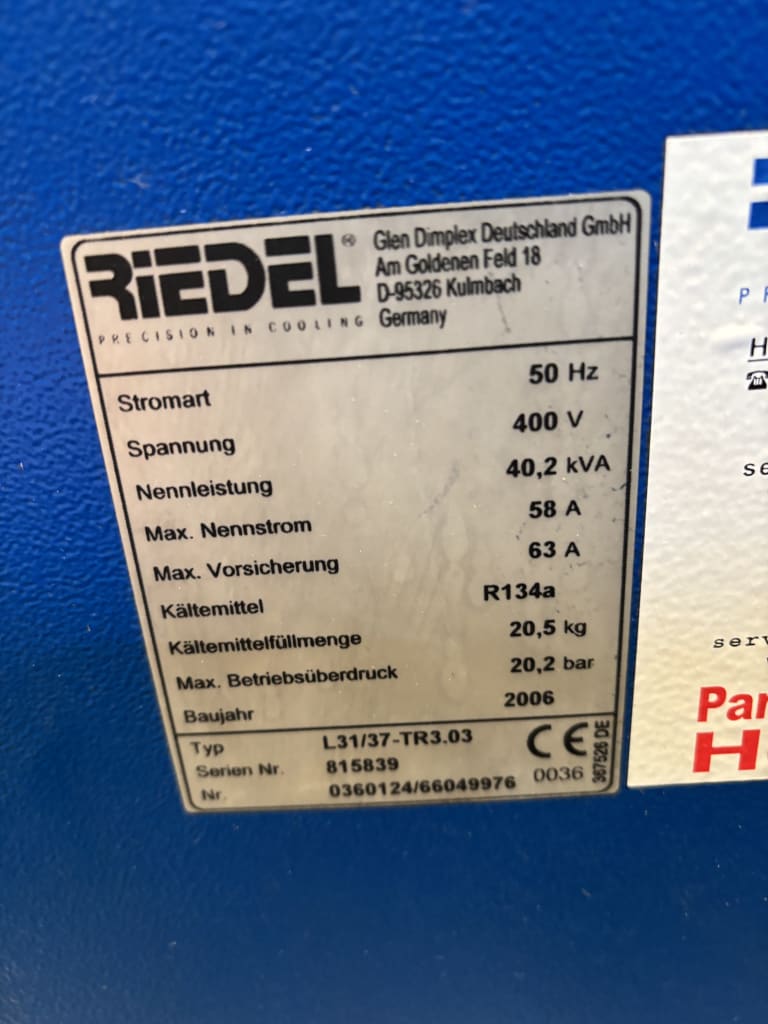 RiEDEL®
PRECISION IN COOLING
Glen Dimplex Deutschland GmbH
Am Goldenen Feld 18
D-95326 Kulmbach
Germany
Stromart 50 Hz
Spannung 400 V
Nennleistung 40,2 kVA
Max. Nennstrom 58 A
Max. Vorsicherung 63 A
Kältemittel R134a
Kältemittelfüllmenge 20,5 kg
Max. Betriebsüberdruck 20,2 bar
Baujahr 2006
Typ L31/37-TR3.03
Serien Nr. 815839
Nr. 0360124/66049976
CE
0036
367526 DE
H
se
serv
Par
H